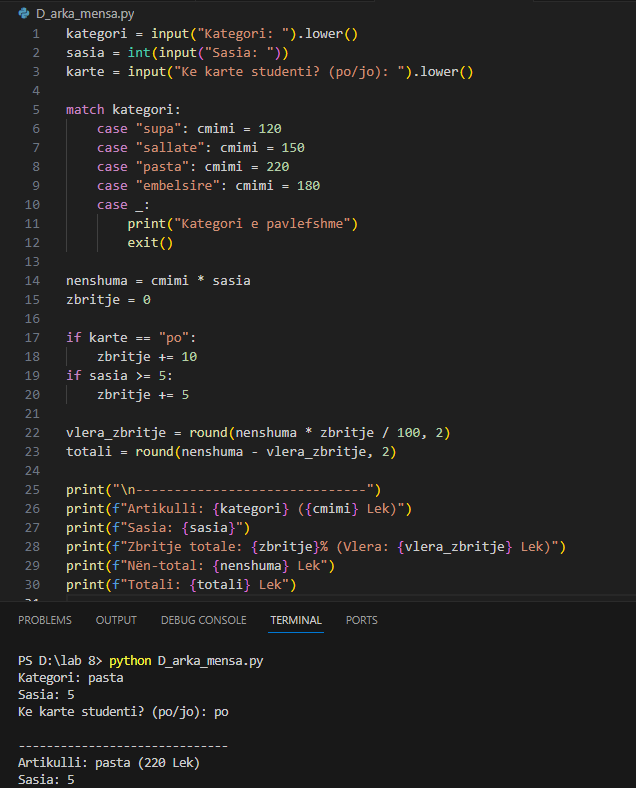 D_arka_mensa.py
1 kategori = input("Kategori: ").lower()
2 sasia = int(input("Sasia: "))
3 karte = input("Ke karte studenti? (po/jo): ").lower()
4
5 match kategori:
6     case "supa": cmimi = 120
7     case "sallate": cmimi = 150
8     case "pasta": cmimi = 220
9     case "embelsire": cmimi = 180
10     case _:
11         print("Kategori e pavlefshme")
12         exit()
13
14 nenshuma = cmimi * sasia
15 zbritje = 0
16
17 if karte == "po":
18     zbritje += 10
19 if sasia >= 5:
20     zbritje += 5
21
22 vlera_zbritje = round(nenshuma * zbritje / 100, 2)
23 totali = round(nenshuma - vlera_zbritje, 2)
24
25 print("\n------------------------------")
26 print(f"Artikulli: {kategori} ({cmimi} Lek)")
27 print(f"Sasia: {sasia}")
28 print(f"Zbritje totale: {zbritje}% (Vlera: {vlera_zbritje} Lek)")
29 print(f"Nën-total: {nenshuma} Lek")
30 print(f"Totali: {totali} Lek")
PROBLEMS OUTPUT DEBUG CONSOLE TERMINAL PORTS
PS D:\lab 8> python D_arka_mensa.py
Kategori: pasta
Sasia: 5
Ke karte studenti? (po/jo): po
------------------------------
Artikulli: pasta (220 Lek)
Sasia: 5